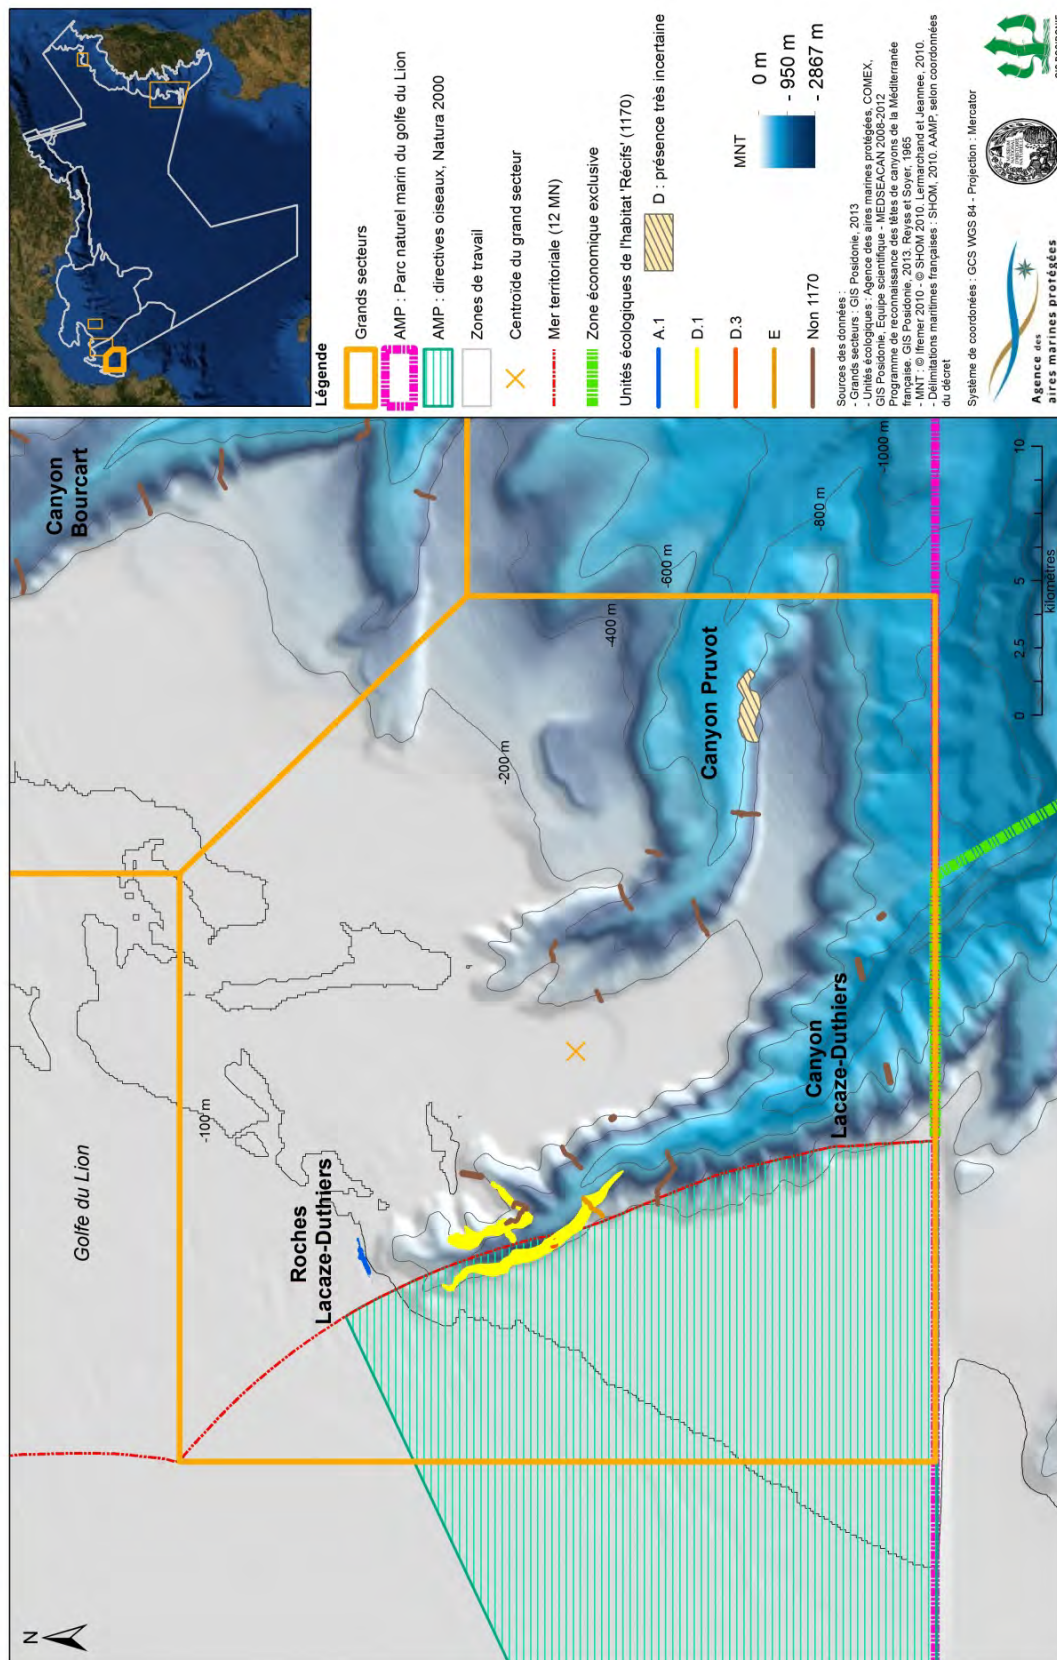 Golfe du Lion
Canyon
Bourcart
-100 m
Roches
Lacaze-Duthiers
-200 m
-400 m
-600 m
Canyon Pruvot
-800 m
-1000 m
Canyon
Lacaze-Duthiers
N
0
2.5
5
10
kilomètres
Légende
Grands secteurs
AMP : Parc naturel marin du golfe du Lion
AMP : directives oiseaux, Natura 2000
Zones de travail
Centroïde du grand secteur
Mer territoriale (12 MN)
Zone économique exclusive
Unités écologiques de l'habitat 'Récifs' (1170)
A.1
D.1
D.3
E
Non 1170
D : présence très incertaine
MNT
0 m
- 950 m
- 2867 m
Sources des données :
- Grands secteurs : GIS Posidonie, 2013
- Unités écologiques : Agence des aires marines protégées, COMEX,
GIS Posidonie, Equipe scientifique - MEDSEACAN 2008-2012
Programme de reconnaissance des têtes de canyons de la Méditerranée
française. GIS Posidonie, 2013. Reyss et Soyer, 1965
- MNT : © Ifremer 2010 - © SHOM 2010. Lermarchand et Jeannee, 2010.
- Délimitations maritimes françaises : SHOM, 2010. AAMP, selon coordonnées
du décret
Système de coordonées : GCS WGS 84 - Projection : Mercator
Agence des
aires marines protégées